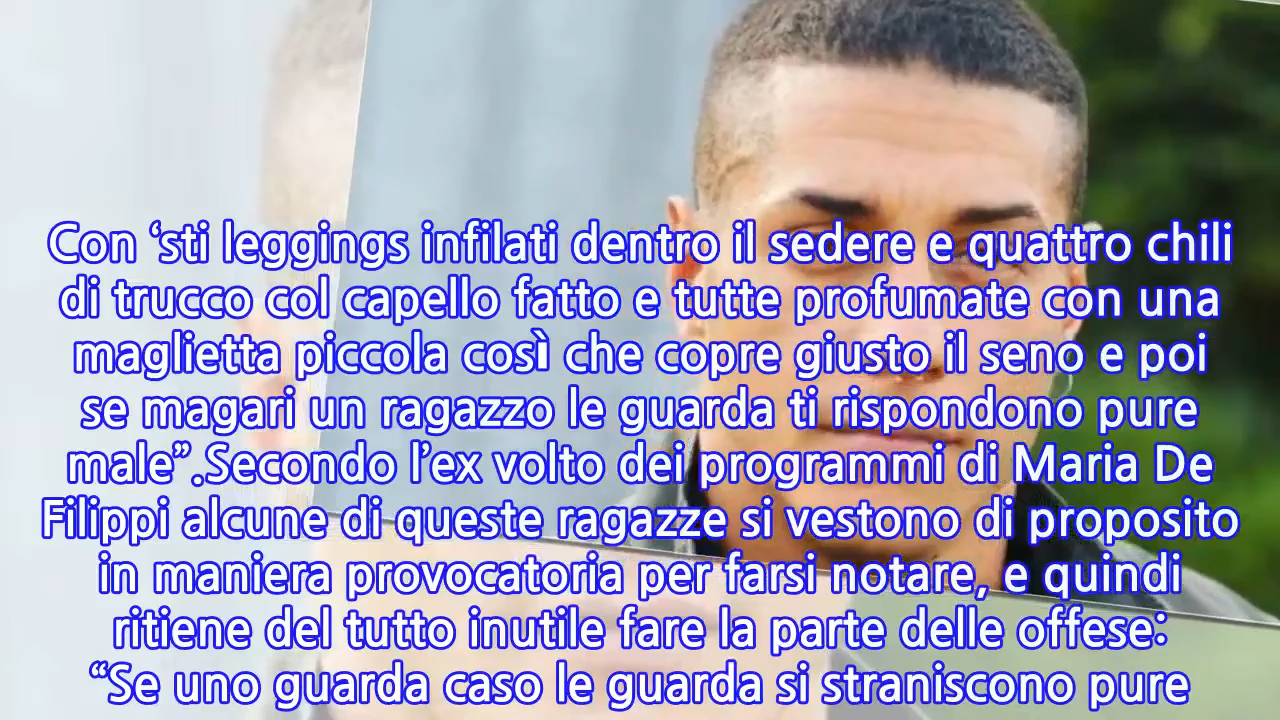 Con ‘sti leggings infilati dentro il sedere e quattro chili
di trucco col capello fatto e tutte profumate con una
maglietta piccola così che copre giusto il seno e poi
se magari un ragazzo le guarda ti rispondono pure
male”.Secondo l’ex volto dei programmi di Maria De
Filippi alcune di queste ragazze si vestono di proposito
in maniera provocatoria per farsi notare, e quindi
ritiene del tutto inutile fare la parte delle offese:
“Se uno guarda caso le guarda si straniscono pure